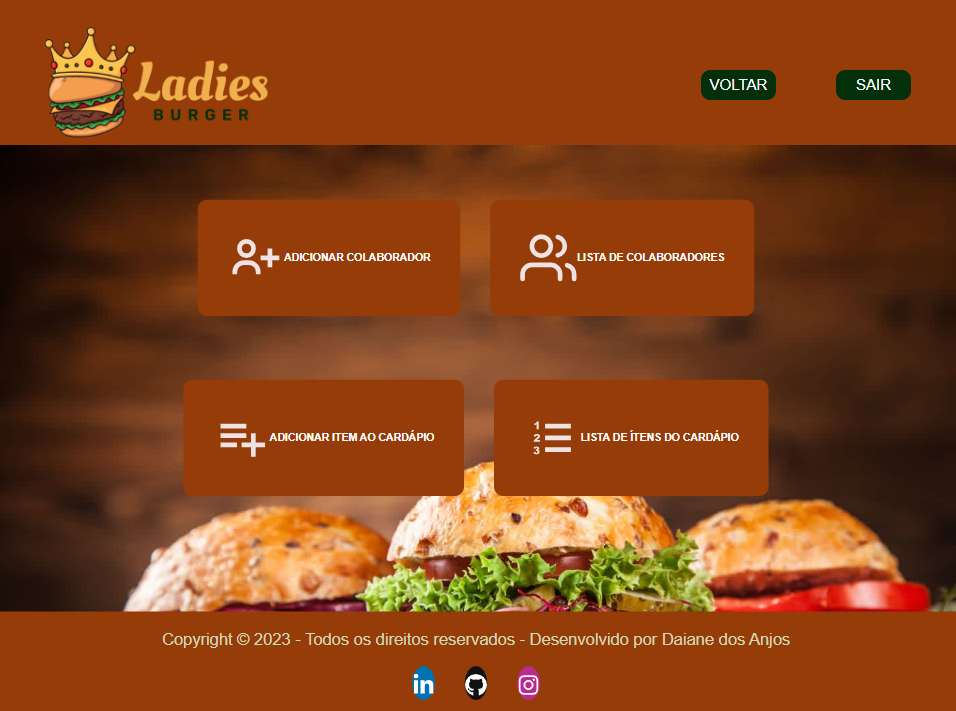 Ladies
BURGER
VOLTAR
SAIR
ADICIONAR COLABORADOR
LISTA DE COLABORADORES
ADICIONAR ITEM AO CARDÁPIO
1
2
3
LISTA DE ÍTENS DO CARDÁPIO
Copyright © 2023 - Todos os direitos reservados - Desenvolvido por Daiane dos Anjos
in